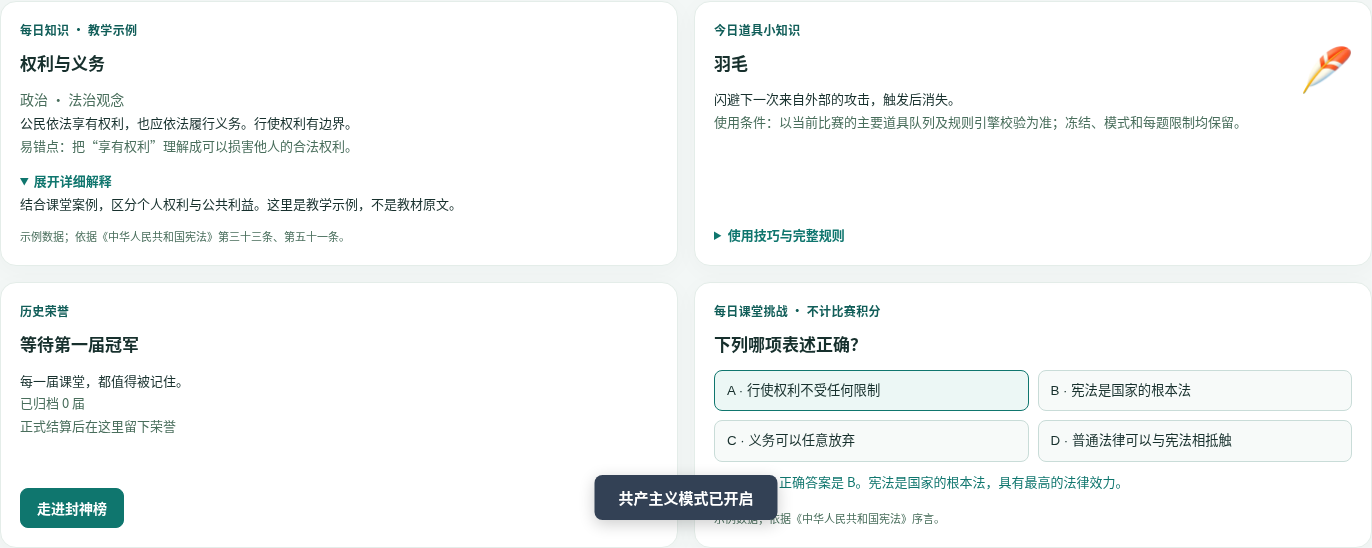 每日知识 · 教学示例
权利与义务
政治 · 法治观念
公民依法享有权利，也应依法履行义务。行使权利有边界。
易错点：把“享有权利”理解成可以损害他人的合法权利。
▼ 展开详细解释
结合课堂案例，区分个人权利与公共利益。这里是教学示例，不是教材原文。
示例数据；依据《中华人民共和国宪法》第三十三条、第五十一条。
今日道具小知识
羽毛
闪避下一次来自外部的攻击，触发后消失。
使用条件：以当前比赛的主要道具队列及规则引擎校验为准；冻结、模式和每题限制均保留。
▶ 使用技巧与完整规则
历史荣誉
等待第一届冠军
每一届课堂，都值得被记住。
已归档 0 届
正式结算后在这里留下荣誉
走进封神榜
每日课堂挑战 · 不计比赛积分
下列哪项表述正确？
A · 行使权利不受任何限制
B · 宪法是国家的根本法
C · 义务可以任意放弃
D · 普通法律可以与宪法相抵触
正确答案是 B。宪法是国家的根本法，具有最高的法律效力。
示例数据；依据《中华人民共和国宪法》序言。
共产主义模式已开启